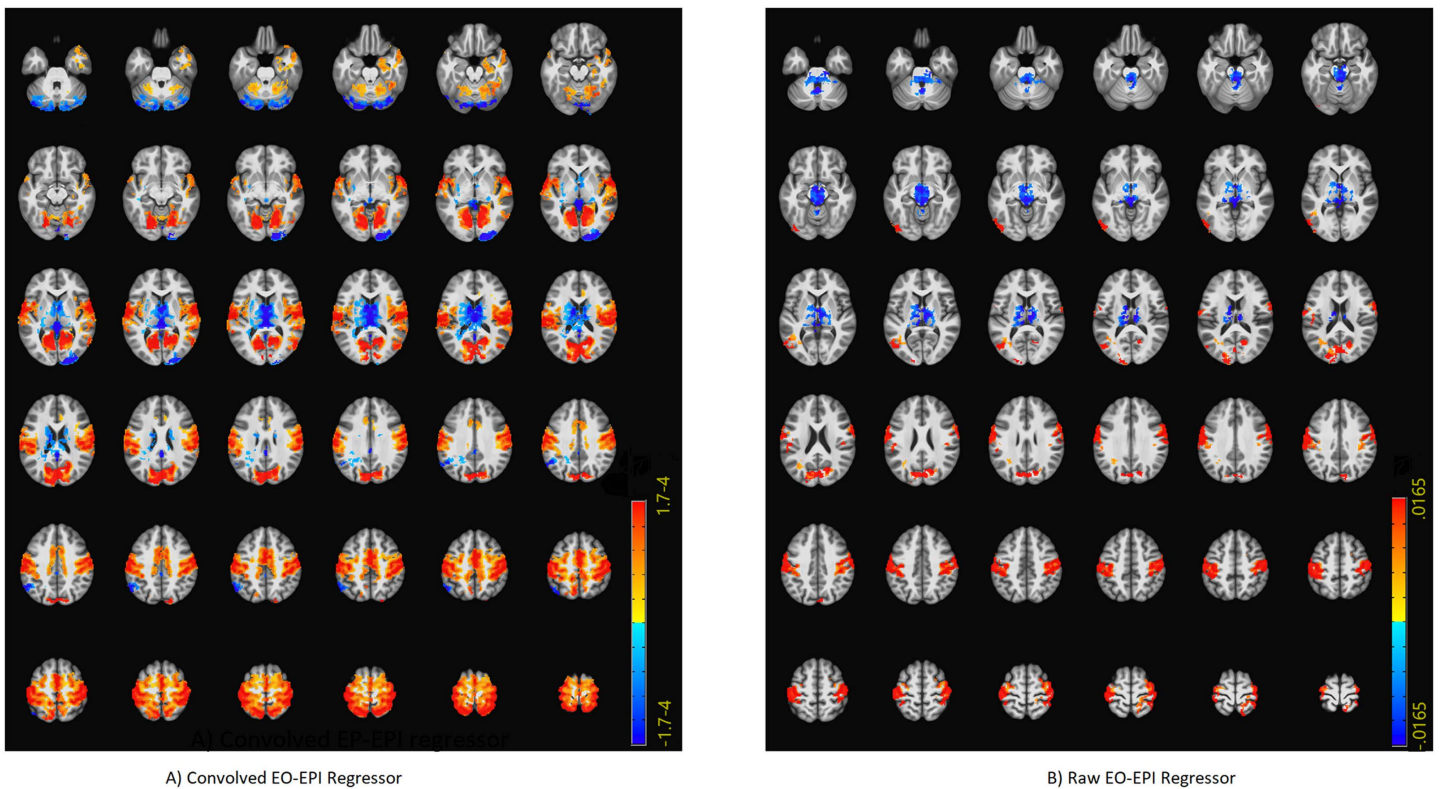 1.7-4
-1.7-4
.0165
-.0165
A) Convolved EP-EPI regressor
A) Convolved EO-EPI Regressor
B) Raw EO-EPI Regressor